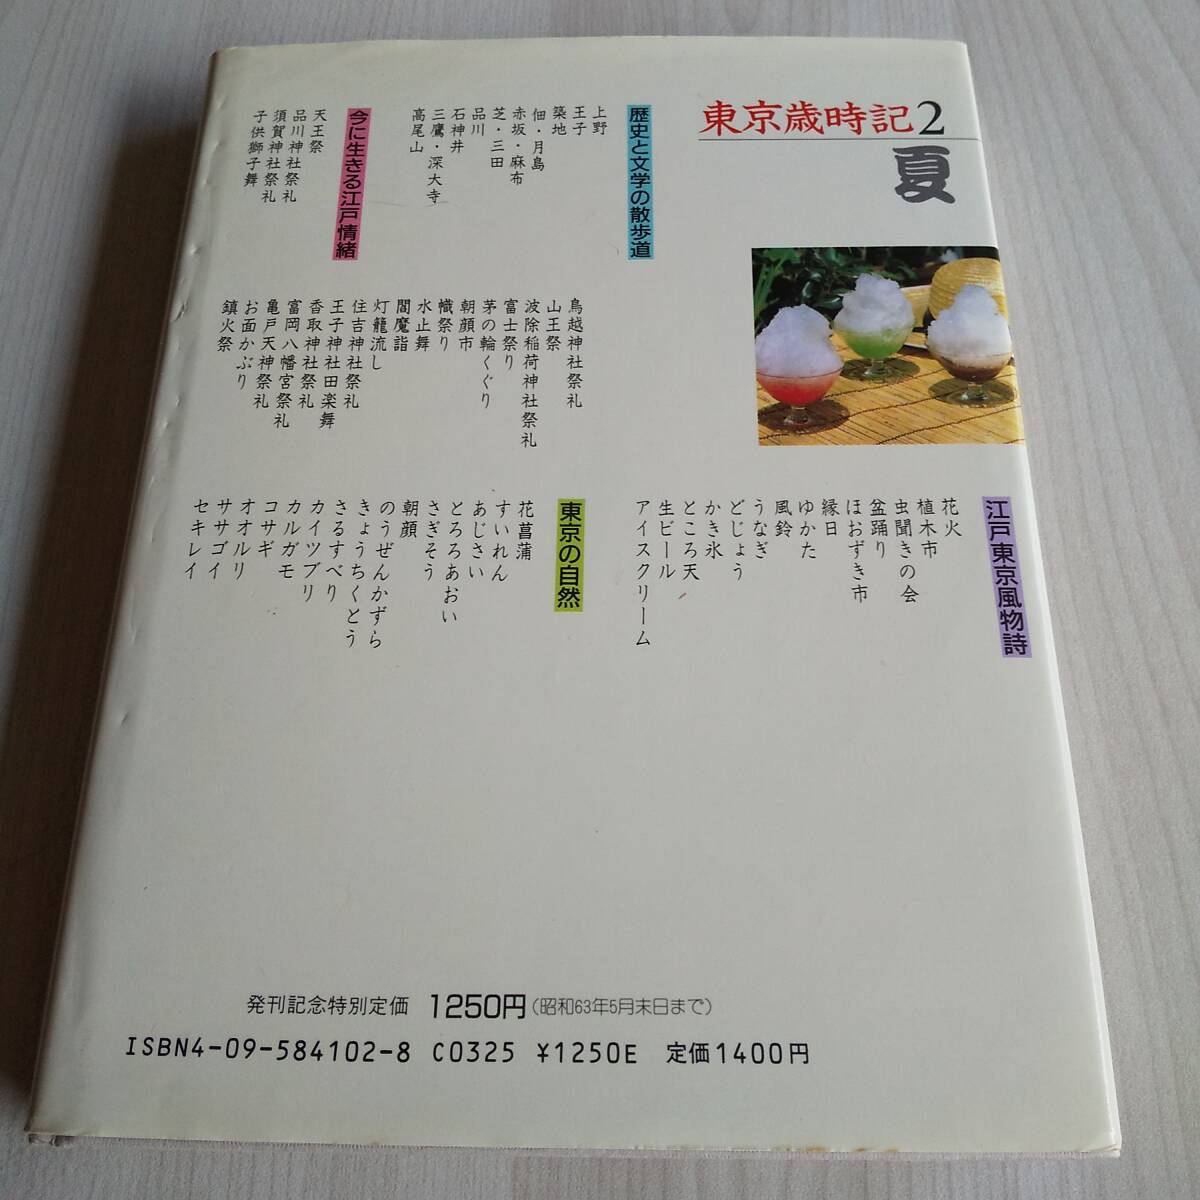 東京歳時記2
夏
歴史と文学の散歩道
上野
王子
築地
佃・月島
赤坂・麻布
芝・三田
品川
石神井
三鷹・深大寺
高尾山
今に生きる江戸情緒
天王祭
品川神社祭礼
須賀神社祭礼
子供獅子舞
鳥越神社祭礼
山王祭
波除稲荷神社祭礼
富士祭り
茅の輪くぐり
朝顔市
幟祭り
水止舞
閻魔詣
灯籠流し
住吉神社祭礼
王子神社田楽舞
香取神社祭礼
富岡八幡宮祭礼
亀戸天神祭礼
お面かぶり
鎮火祭
江戸東京風物詩
花火
植木市
虫聞きの会
盆踊り
ほおずき市
縁日
ゆかた
風鈴
うなぎ
どじょう
かき氷
ところ天
生ビール
アイスクリーム
東京の自然
花菖蒲
すいれん
あじさい
とろろあおい
さぎそう
朝顔
のうぜんかずら
きょうちくとう
さるすべり
カイツブリ
カルガモ
コサギ
オオルリ
ササゴイ
セキレイ
発刊記念特別定価 1250円(昭和63年5月末日まで)
ISBN4-09-584102-8 C0325 ¥1250E 定価1400円